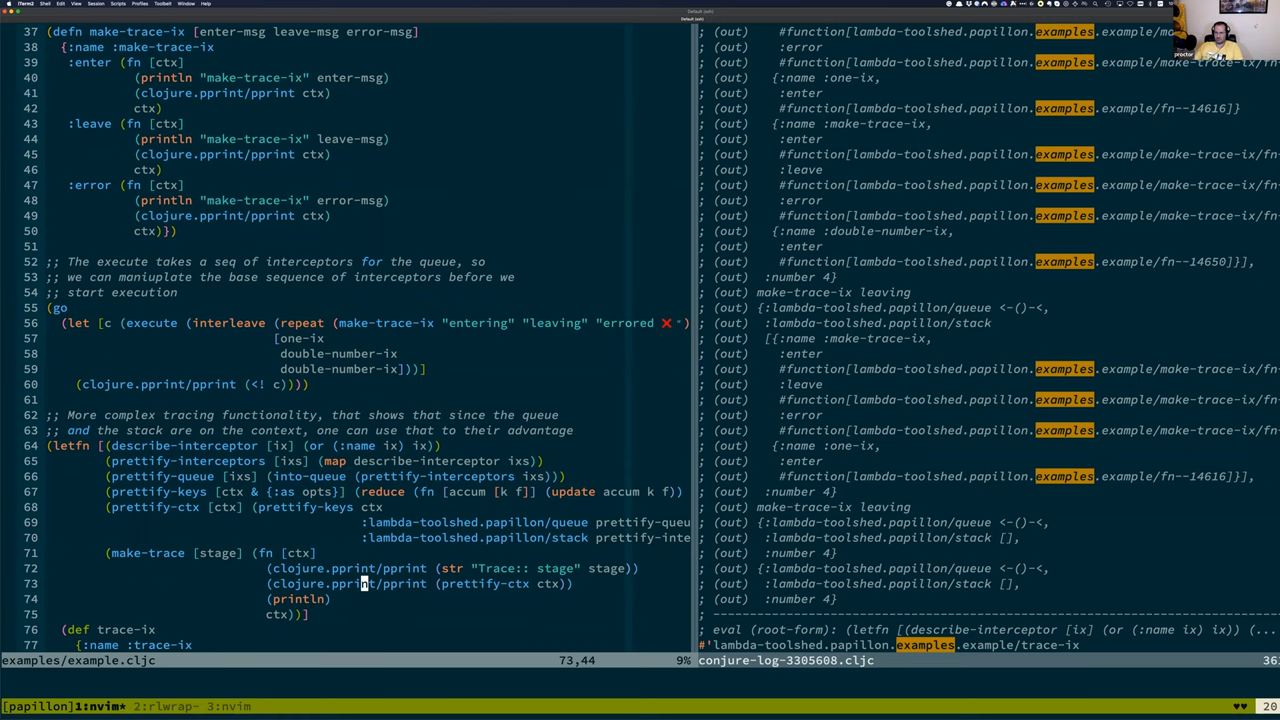 iTerm2 Shell Edit View Session Scripts Profiles Toolbelt Window Help
Default (ssh)
Default (ssh)
proctor
37 (defn make-trace-ix [enter-msg leave-msg error-msg]
38 {:name :make-trace-ix
39 :enter (fn [ctx]
40 (println "make-trace-ix" enter-msg)
41 (clojure.pprint/pprint ctx)
42 ctx)
43 :leave (fn [ctx]
44 (println "make-trace-ix" leave-msg)
45 (clojure.pprint/pprint ctx)
46 ctx)
47 :error (fn [ctx]
48 (println "make-trace-ix" error-msg)
49 (clojure.pprint/pprint ctx)
50 ctx)})
51
52 ;; The execute takes a seq of interceptors for the queue, so
53 ;; we can maniuplate the base sequence of interceptors before we
54 ;; start execution
55 (go
56 (let [c (execute (interleave (repeat (make-trace-ix "entering" "leaving" "errored ❌ ")
57 [one-ix
58 double-number-ix
59 double-number-ix]))]
60 (clojure.pprint/pprint (<! c))))
61
62 ;; More complex tracing functionality, that shows that since the queue
63 ;; and the stack are on the context, one can use that to their advantage
64 (letfn [(describe-interceptor [ix] (or (:name ix) ix))
65 (prettify-interceptors [ixs] (map describe-interceptor ixs))
66 (prettify-queue [ixs] (into-queue (prettify-interceptors ixs)))
67 (prettify-keys [ctx & {:as opts}] (reduce (fn [accum [k f]] (update accum k f))
68 (prettify-ctx [ctx] (prettify-keys ctx
69 :lambda-toolshed.papillon/queue prettify-queu
70 :lambda-toolshed.papillon/stack prettify-inte
71 (make-trace [stage] (fn [ctx]
72 (clojure.pprint/pprint (str "Trace:: stage" stage))
73 (clojure.pprint/pprint (prettify-ctx ctx))
74 (println)
75 ctx))]
76 (def trace-ix
77 {:name :trace-ix
examples/example.cljc 73,44 9%
; (out) #function[lambda-toolshed.papillon.examples.example/make-trace-ix/fn-
; (out) :error
; (out) #function[lambda-toolshed.papillon.examples.example/make-trace-ix/fn-
; (out) {:name :one-ix,
; (out) :enter
; (out) #function[lambda-toolshed.papillon.examples.example/fn--14616]}
; (out) {:name :make-trace-ix,
; (out) :enter
; (out) #function[lambda-toolshed.papillon.examples.example/make-trace-ix/fn-
; (out) :leave
; (out) #function[lambda-toolshed.papillon.examples.example/make-trace-ix/fn-
; (out) :error
; (out) #function[lambda-toolshed.papillon.examples.example/make-trace-ix/fn-
; (out) {:name :double-number-ix,
; (out) :enter
; (out) #function[lambda-toolshed.papillon.examples.example/fn--14650]}],
; (out) :number 4}
; (out) make-trace-ix leaving
; (out) {:lambda-toolshed.papillon/queue <-()-<,
; (out) :lambda-toolshed.papillon/stack
; (out) [{:name :make-trace-ix,
; (out) :enter
; (out) #function[lambda-toolshed.papillon.examples.example/make-trace-ix/fn-
; (out) :leave
; (out) #function[lambda-toolshed.papillon.examples.example/make-trace-ix/fn-
; (out) :error
; (out) #function[lambda-toolshed.papillon.examples.example/make-trace-ix/fn-
; (out) {:name :one-ix,
; (out) :enter
; (out) #function[lambda-toolshed.papillon.examples.example/fn--14616]}],
; (out) :number 4}
; (out) make-trace-ix leaving
; (out) {:lambda-toolshed.papillon/queue <-()-<,
; (out) :lambda-toolshed.papillon/stack [],
; (out) :number 4}
; (out) {:lambda-toolshed.papillon/queue <-()-<,
; (out) :lambda-toolshed.papillon/stack [],
; (out) :number 4}
; --------------------------------------------------------------------------------
; eval (root-form): (letfn [(describe-interceptor [ix] (or (:name ix) ix)) (...
#'lambda-toolshed.papillon.examples.example/trace-ix
conjure-log-3305608.cljc 363
[papillon]1:nvim* 2:rlwrap- 3:nvim ♥♥ 20